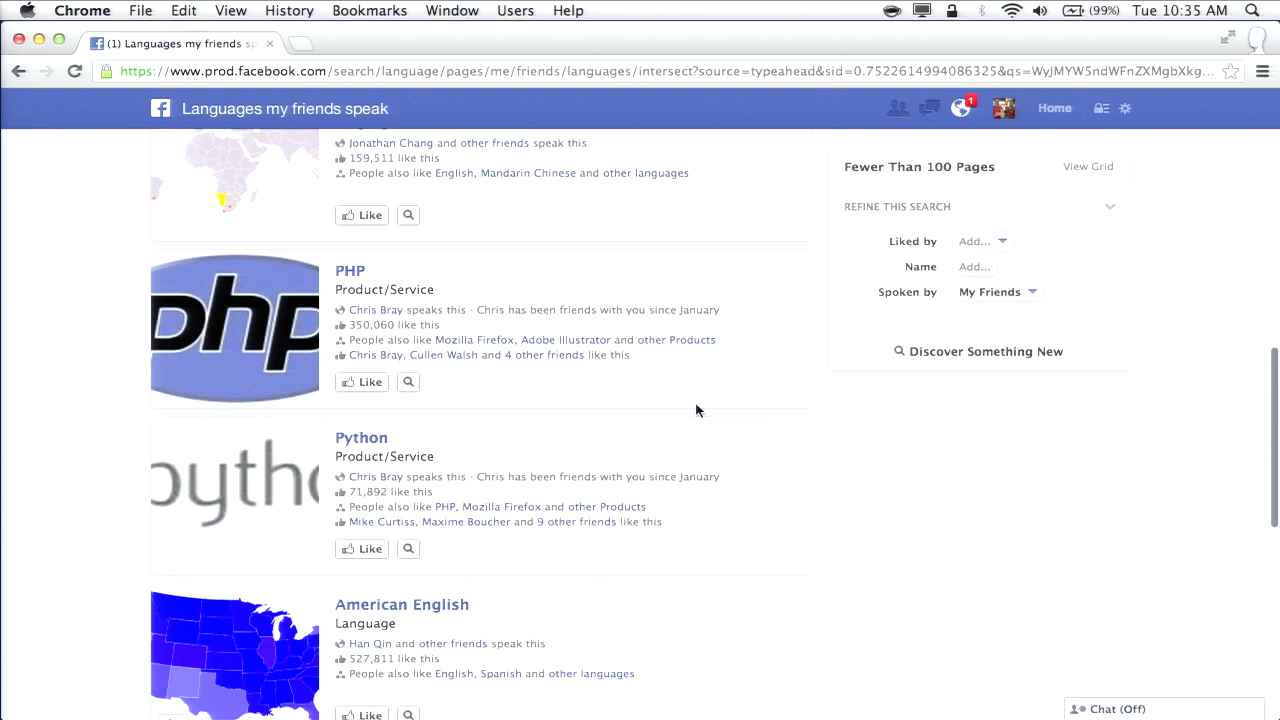 Chrome File Edit View History Bookmarks Window Users Help (99%) Tue 10:35 AM
(1) Languages my friends sp
https://www.prod.facebook.com/search/language/pages/me/friends/languages/intersect?source=typeahead&sid=0.7522614994086325&qs=WyJMYW5ndWFnZXMgbXkg...
Languages my friends speak 1 Home
Jonathan Chang and other friends speak this
159,511 like this
People also like English, Mandarin Chinese and other languages
Like
php
PHP
Product/Service
Chris Bray speaks this · Chris has been friends with you since January
350,060 like this
People also like Mozilla Firefox, Adobe Illustrator and other Products
Chris Bray, Cullen Walsh and 4 other friends like this
Like
pytho
Python
Product/Service
Chris Bray speaks this · Chris has been friends with you since January
71,892 like this
People also like PHP, Mozilla Firefox and other Products
Mike Curtiss, Maxime Boucher and 9 other friends like this
Like
American English
Language
Han Qin and other friends speak this
527,811 like this
People also like English, Spanish and other languages
Like
Fewer Than 100 Pages View Grid
REFINE THIS SEARCH
Liked by Add...
Name Add...
Spoken by My Friends
Discover Something New
Chat (Off)